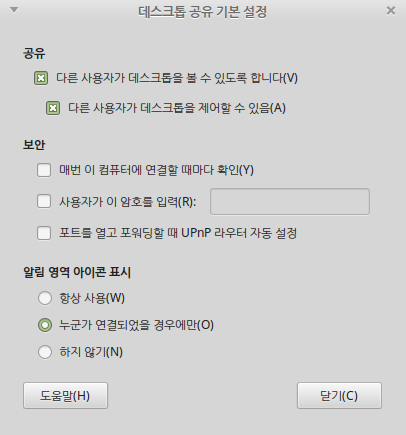 데스크톱 공유 기본 설정
공유
다른 사용자가 데스크톱을 볼 수 있도록 합니다(V)
다른 사용자가 데스크톱을 제어할 수 있음(A)
보안
매번 이 컴퓨터에 연결할 때마다 확인(Y)
사용자가 이 암호를 입력(R):
포트를 열고 포워딩할 때 UPnP 라우터 자동 설정
알림 영역 아이콘 표시
항상 사용(W)
누군가 연결되었을 경우에만(O)
하지 않기(N)
도움말(H) 닫기(C)